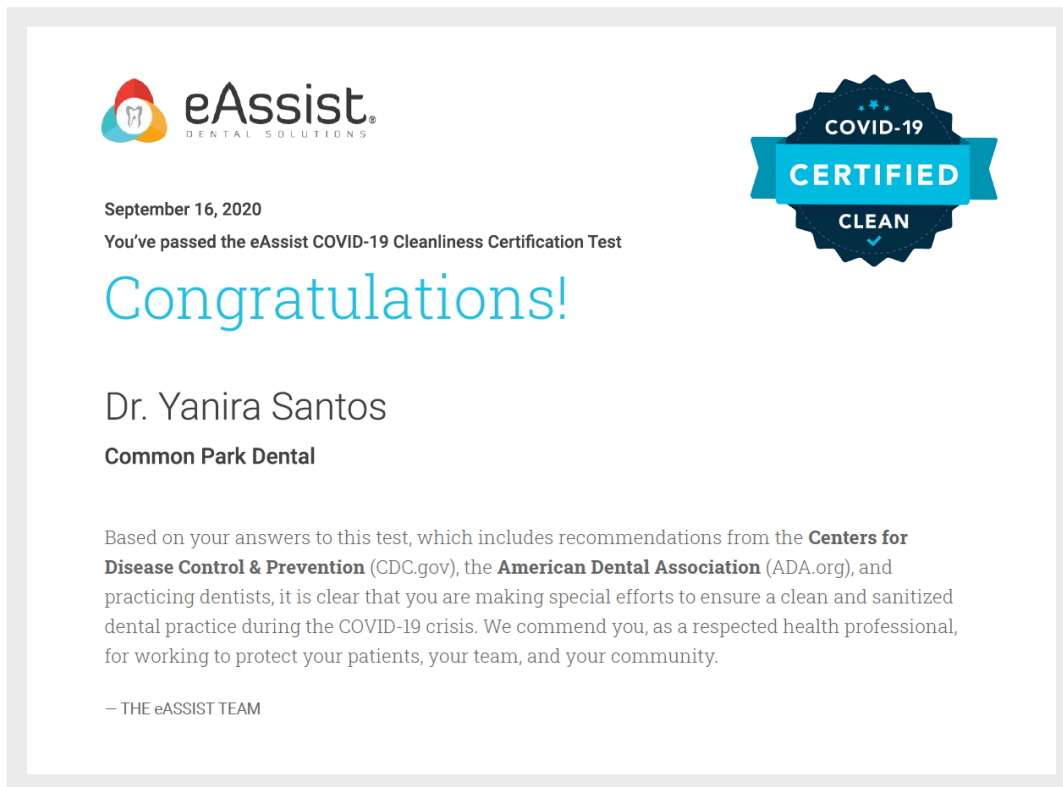 eAssist®
DENTAL SOLUTIONS
COVID-19
CERTIFIED
CLEAN
September 16, 2020
You've passed the eAssist COVID-19 Cleanliness Certification Test
Congratulations!
Dr. Yanira Santos
Common Park Dental
Based on your answers to this test, which includes recommendations from the Centers for
Disease Control & Prevention (CDC.gov), the American Dental Association (ADA.org), and
practicing dentists, it is clear that you are making special efforts to ensure a clean and sanitized
dental practice during the COVID-19 crisis. We commend you, as a respected health professional,
for working to protect your patients, your team, and your community.
— THE eASSIST TEAM